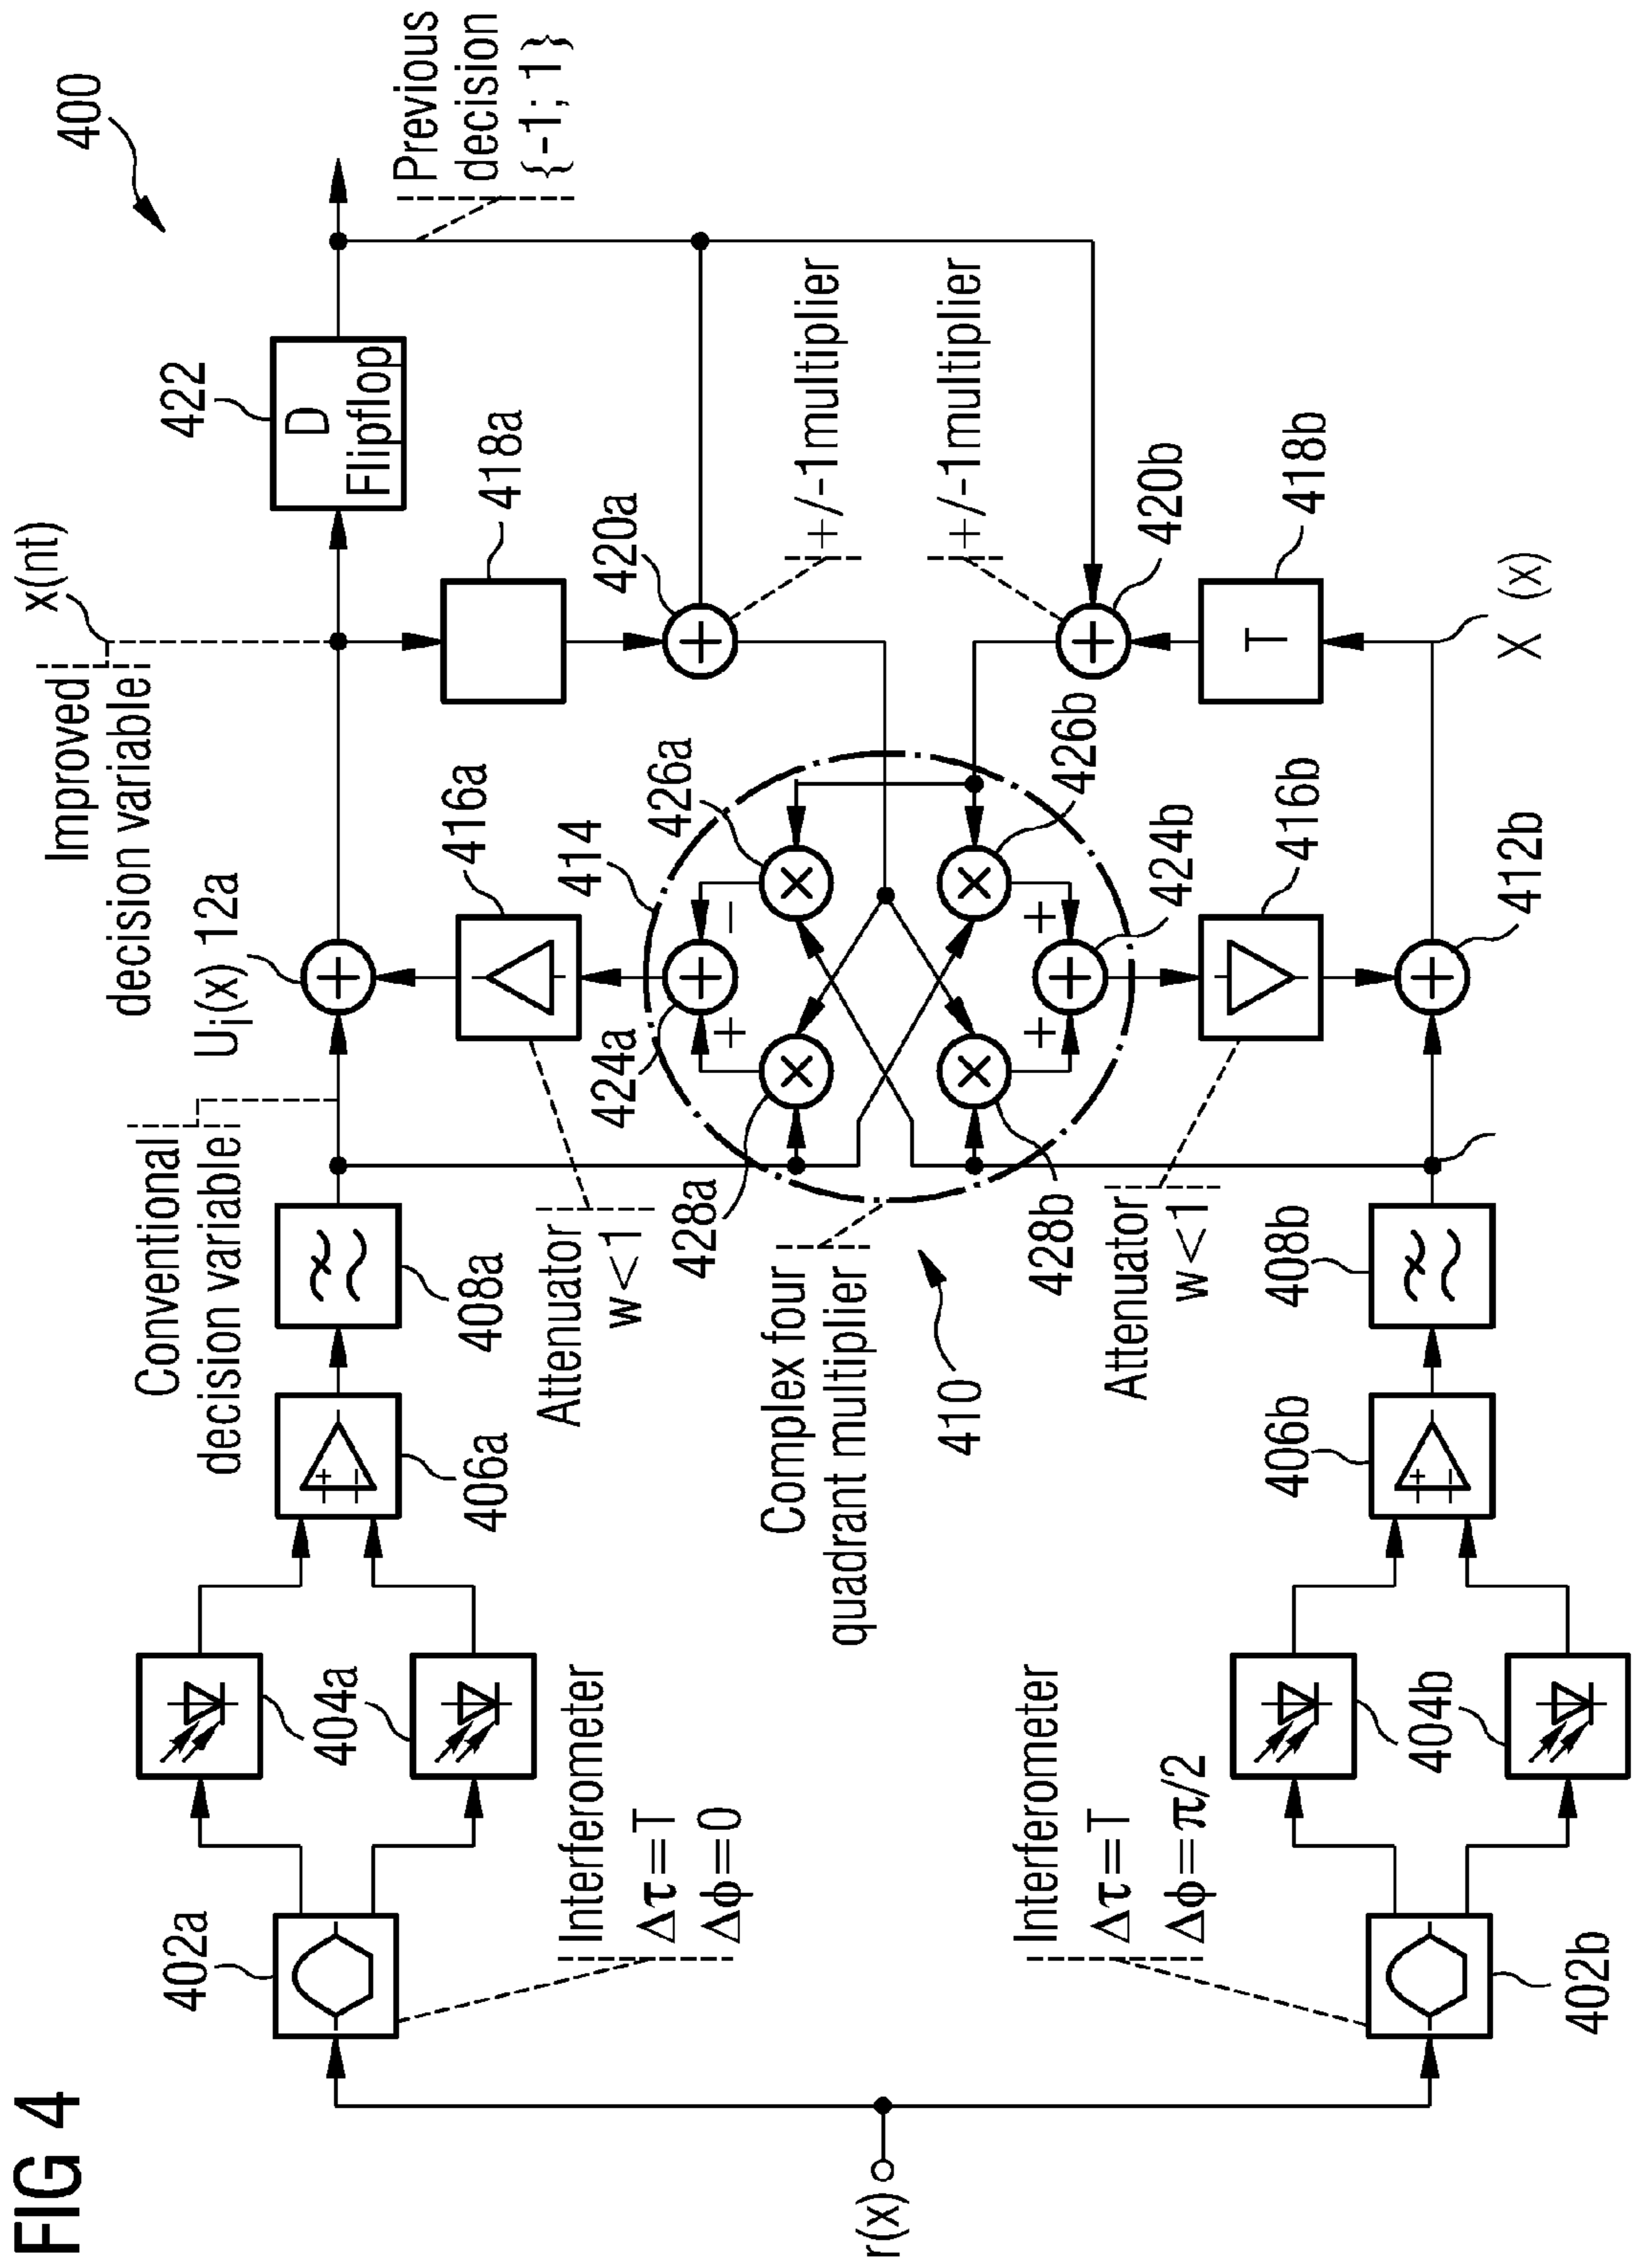 FIG 4
400
r(x)
402a
Interferometer
Δτ=T
Δϕ=0
404a
406a
408a
Conventional
decision variable
Ui(x) 12a
Improved
decision variable
x(nt)
422
D
Flipflop
Previous
decision
{-1; 1}
416a
Attenuator
w<1
418a
420a
+/-1multiplier
414
424a
+
-
426a
428a
Complex four
quadrant multiplier
410
428b
426b
+
+
424b
+/-1multiplier
420b
Attenuator
w<1
416b
418b
T
402b
Interferometer
Δτ=T
Δϕ=π/2
404b
406b
408b
412b
X (x)